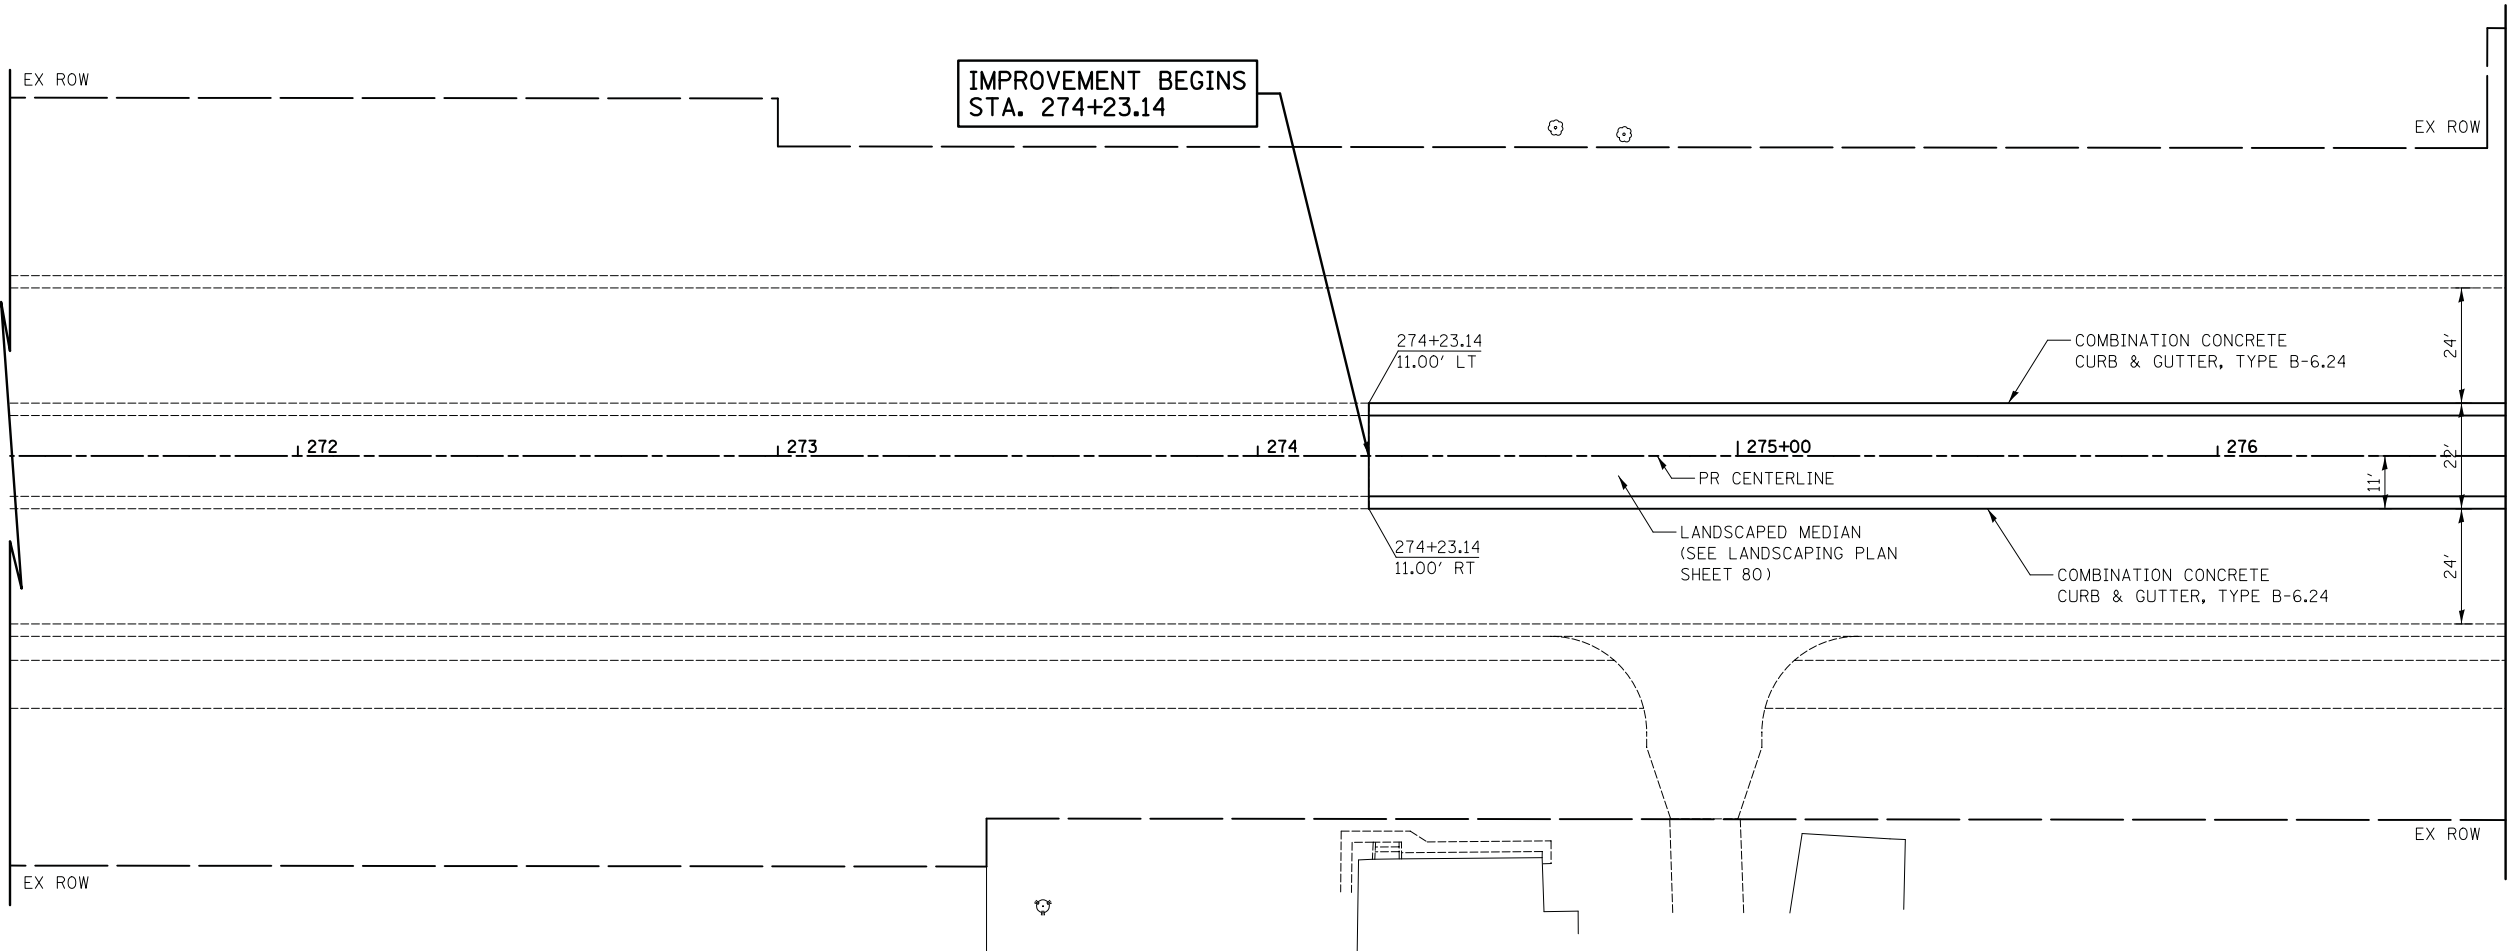 EX ROW
IMPROVEMENT BEGINS
STA. 274+23.14
EX ROW
274+23.14
11.00' LT
COMBINATION CONCRETE
CURB & GUTTER, TYPE B-6.24
24'
272
273
274
275+00
276
22'
11'
PR CENTERLINE
LANDSCAPED MEDIAN
(SEE LANDSCAPING PLAN
SHEET 80)
274+23.14
11.00' RT
COMBINATION CONCRETE
CURB & GUTTER, TYPE B-6.24
24'
EX ROW
EX ROW